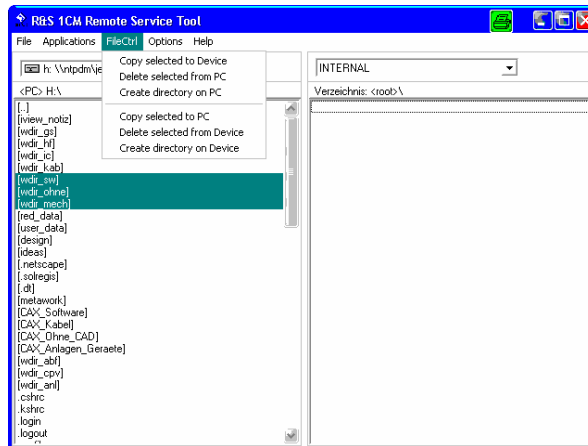 R&S 1CM Remote Service Tool
File Applications FileCtrl Options Help
Copy selected to Device
Delete selected from PC
Create directory on PC
Copy selected to PC
Delete selected from Device
Create directory on Device
h: \\ntpdm\je
INTERNAL
<PC> H:\
Verzeichnis: <root>\
[..]
[iview_notiz]
[wdir_gs]
[wdir_hf]
[wdir_ic]
[wdir_kab]
[wdir_sw]
[wdir_ohne]
[wdir_mech]
[red_data]
[user_data]
[design]
[ideas]
[.netscape]
[.solregis]
[.dt]
[metawork]
[CAX_Software]
[CAX_Kabel]
[CAX_Ohne_CAD]
[CAX_Anlagen_Geraete]
[wdir_abf]
[wdir_cpv]
[wdir_anl]
.cshrc
.kshrc
.login
.logout